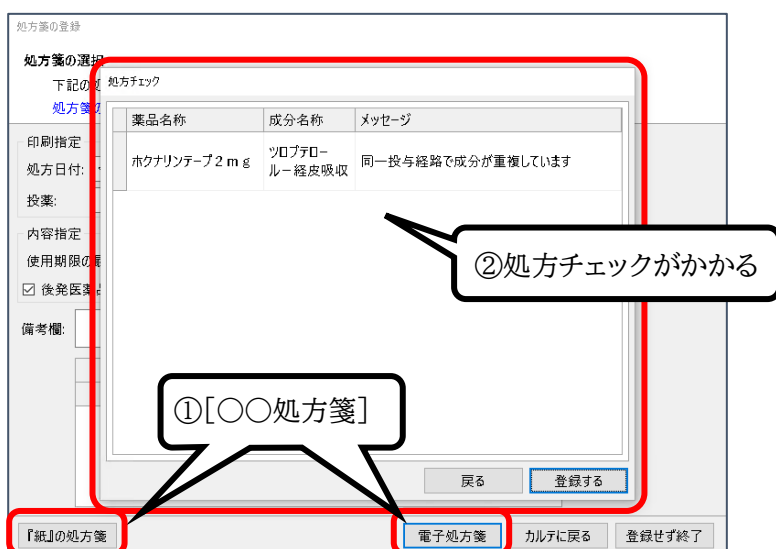 処方箋の登録
処方箋の選択
下記の処
処方箋の
処方チェック
薬品名称
成分名称
メッセージ
ホクナリンテープ2mg
ツロブテロー
ル－経皮吸収
同一投与経路で成分が重複しています
印刷指定
処方日付:
投薬:
内容指定
使用期限の
☑ 後発医薬品
備考欄:
②処方チェックがかかる
①[○○処方箋]
戻る
登録する
『紙』の処方箋
電子処方箋
カルテに戻る
登録せず終了